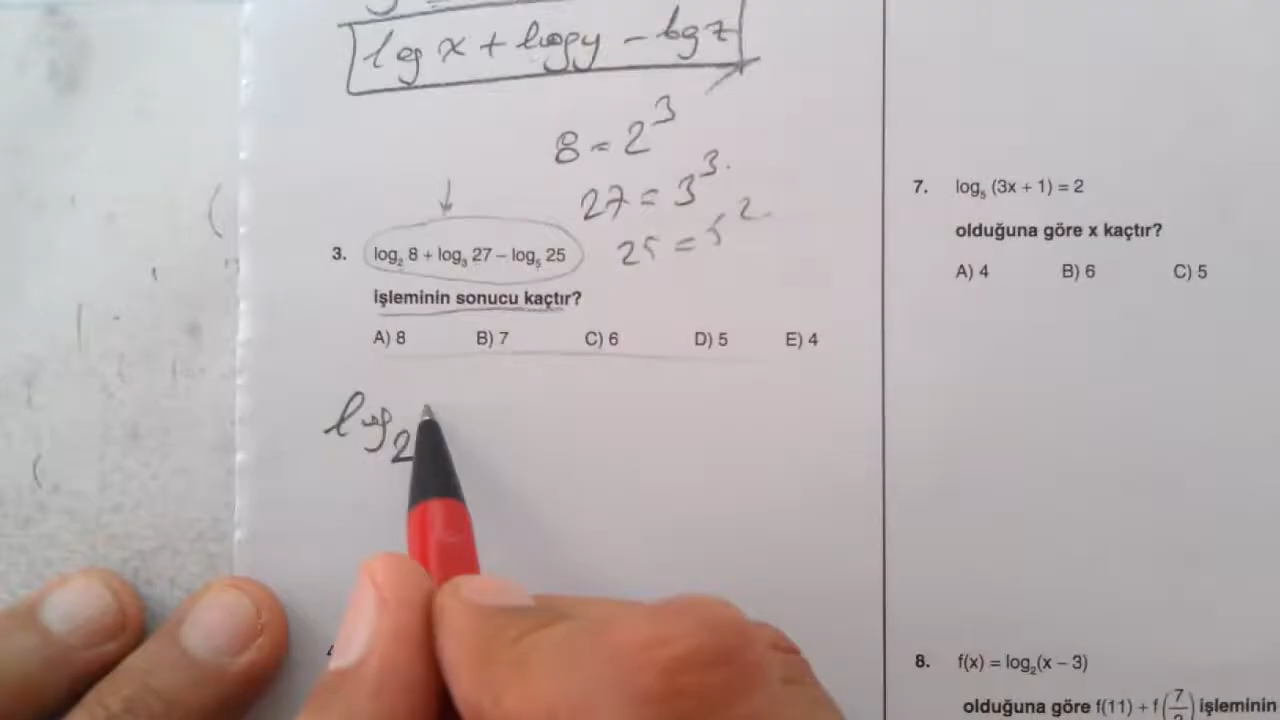 log x + log y - log z
8 = 2³
27 = 3³.
25 = 5²
3. log₂ 8 + log₃ 27 – log₅ 25
işleminin sonucu kaçtır?
A) 8 B) 7 C) 6 D) 5 E) 4
log₂
7. log₅ (3x + 1) = 2
olduğuna göre x kaçtır?
A) 4 B) 6 C) 5
8. f(x) = log₂(x – 3)
olduğuna göre f(11) + f(7/2) işleminin